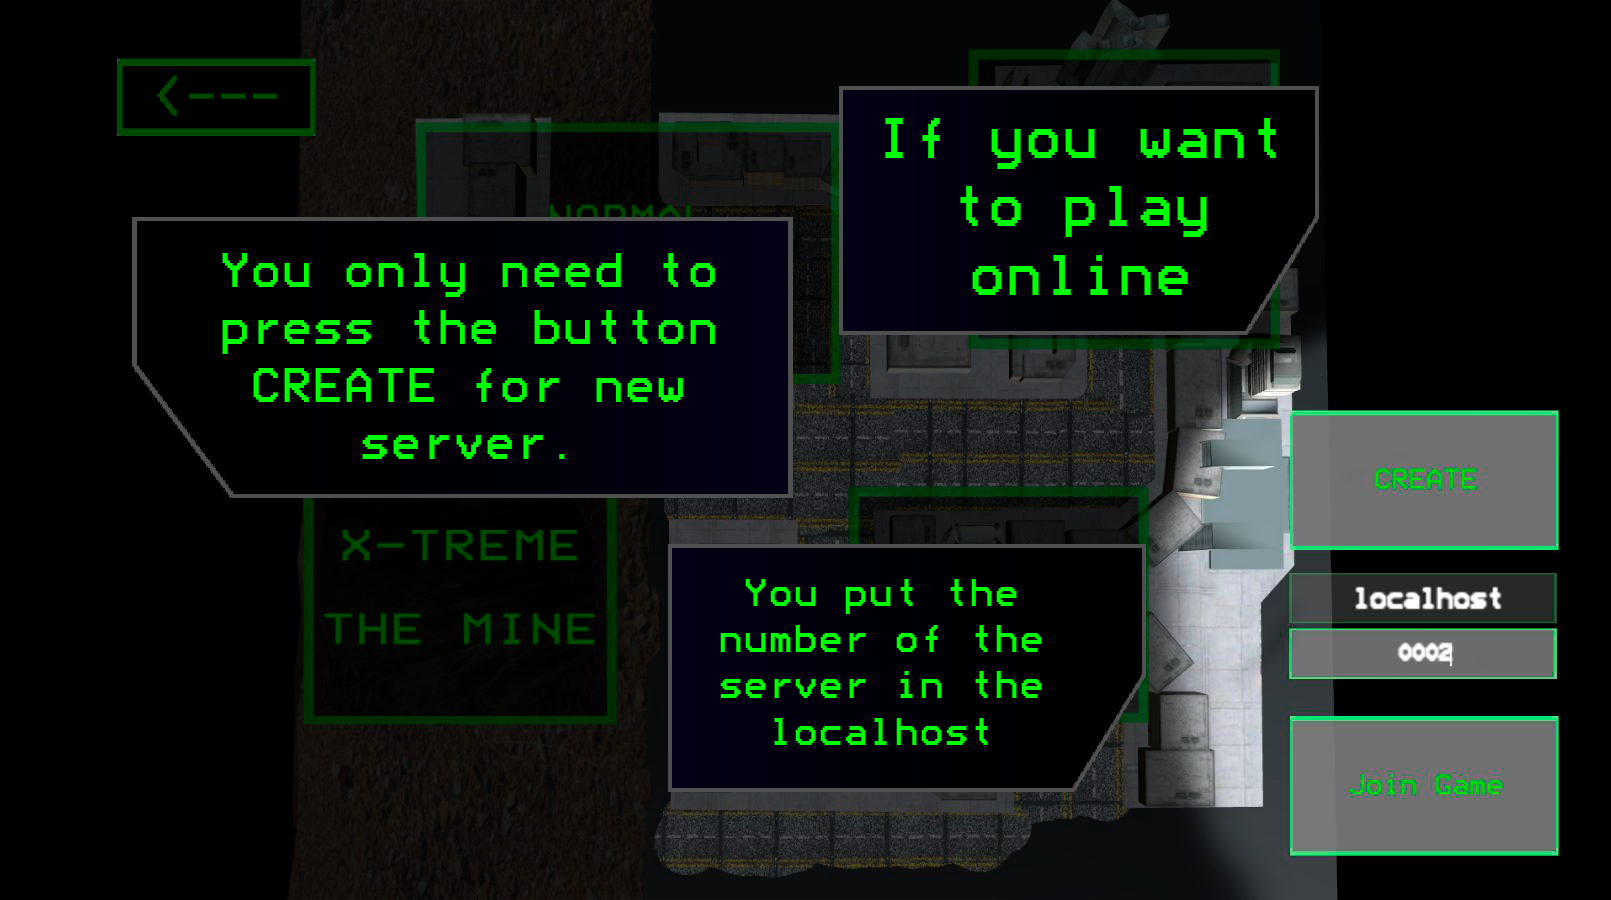 <---
If you want
to play
online
NORMAL
You only need to
press the button
CREATE for new
server.
X-TREME
THE MINE
You put the
number of the
server in the
localhost
CREATE
localhost
0002
Join Game